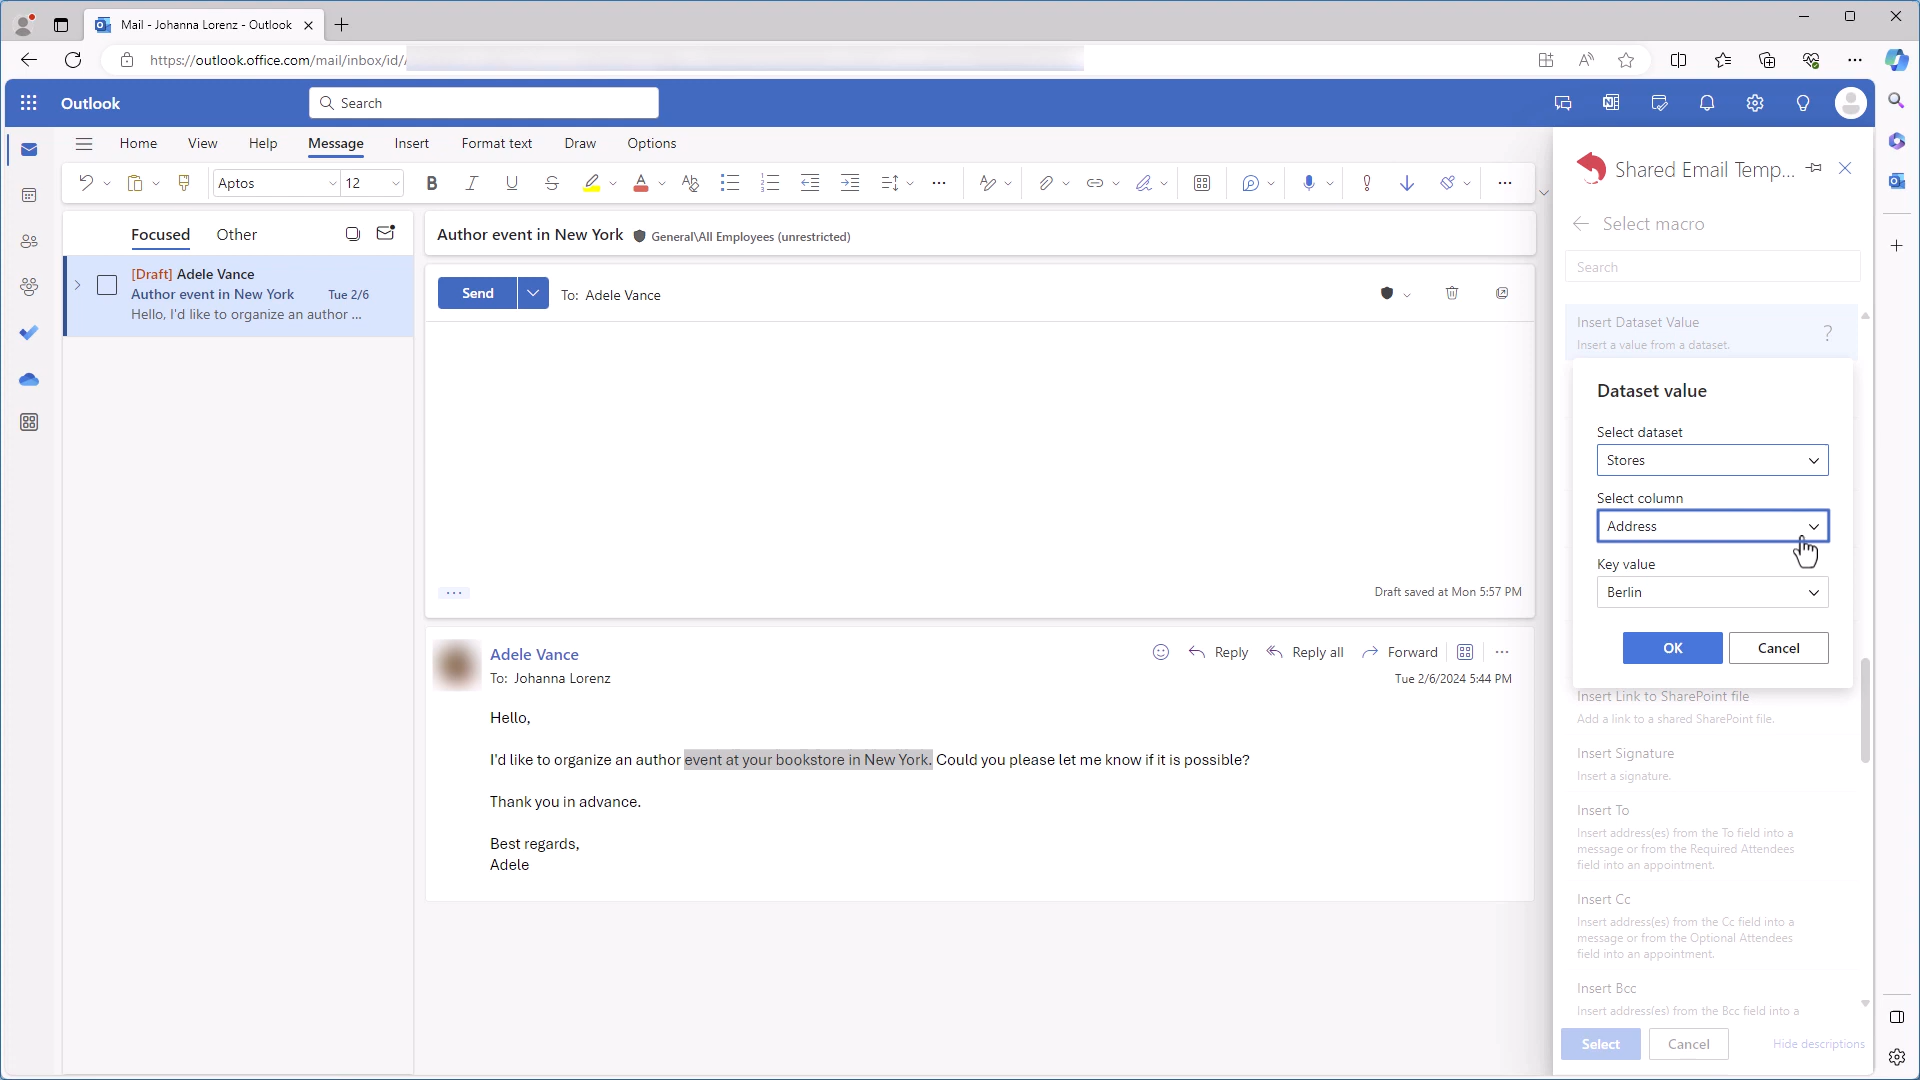 Mail - Johanna Lorenz - Outlook
https://outlook.office.com/mail/inbox/id/
Outlook
Search
Home View Help Message Insert Format text Draw Options
Aptos 12
Focused Other
[Draft] Adele Vance
Author event in New York Tue 2/6
Hello, I'd like to organize an author ...
Author event in New York General\All Employees (unrestricted)
Send To: Adele Vance
Draft saved at Mon 5:57 PM
Adele Vance
To: Johanna Lorenz
Reply Reply all Forward
Tue 2/6/2024 5:44 PM
Hello,
I'd like to organize an author event at your bookstore in New York. Could you please let me know if it is possible?
Thank you in advance.
Best regards,
Adele
Shared Email Temp...
Select macro
Search
Insert Dataset Value
Insert a value from a dataset.
?
Dataset value
Select dataset
Stores
Select column
Address
Key value
Berlin
OK Cancel
Insert Link to SharePoint file
Add a link to a shared SharePoint file.
Insert Signature
Insert a signature.
Insert To
Insert address(es) from the To field into a
message or from the Required Attendees
field into an appointment.
Insert Cc
Insert address(es) from the Cc field into a
message or from the Optional Attendees
field into an appointment.
Insert Bcc
Insert address(es) from the Bcc field into a
Select Cancel Hide descriptions